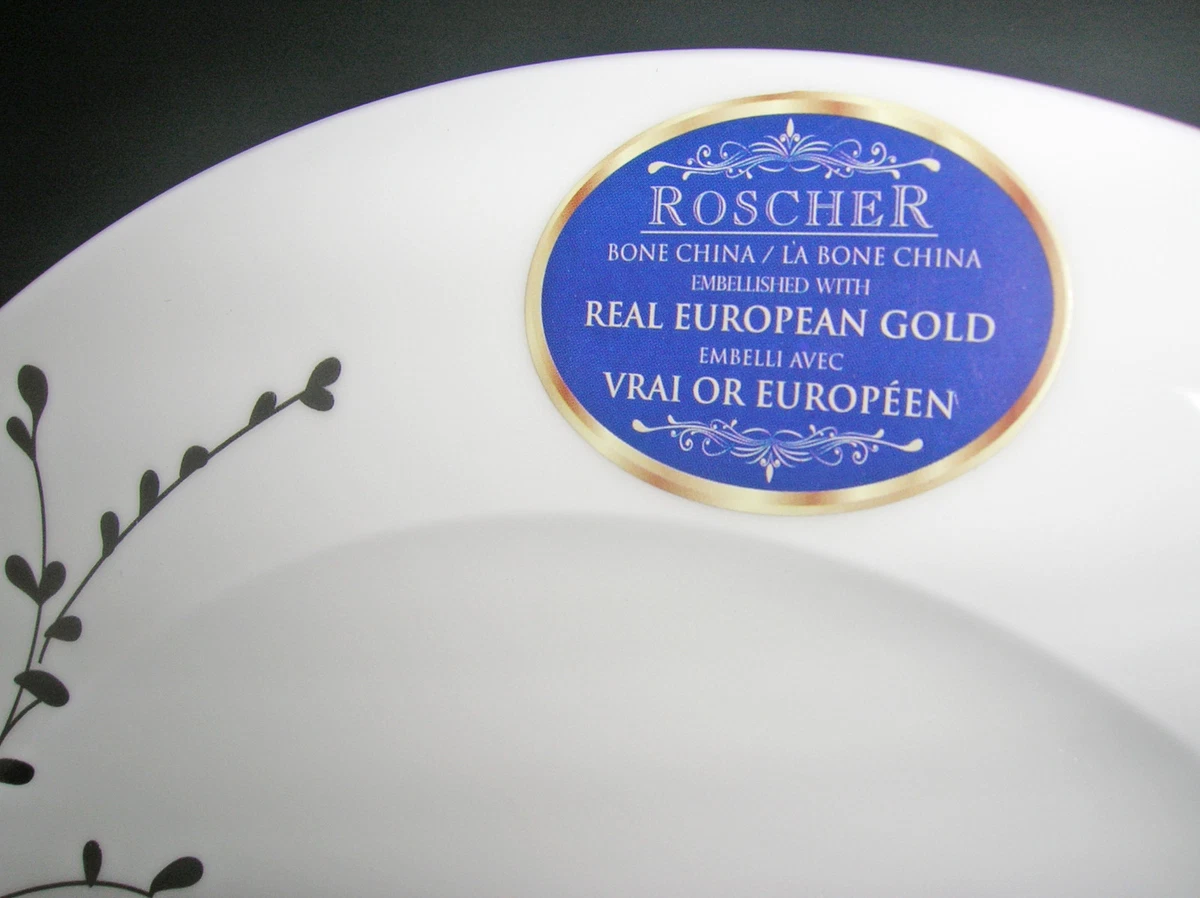 ROSCHER
BONE CHINA / LA BONE CHINA
EMBELLISHED WITH
REAL EUROPEAN GOLD
EMBELLI AVEC
VRAI OR EUROPÉEN